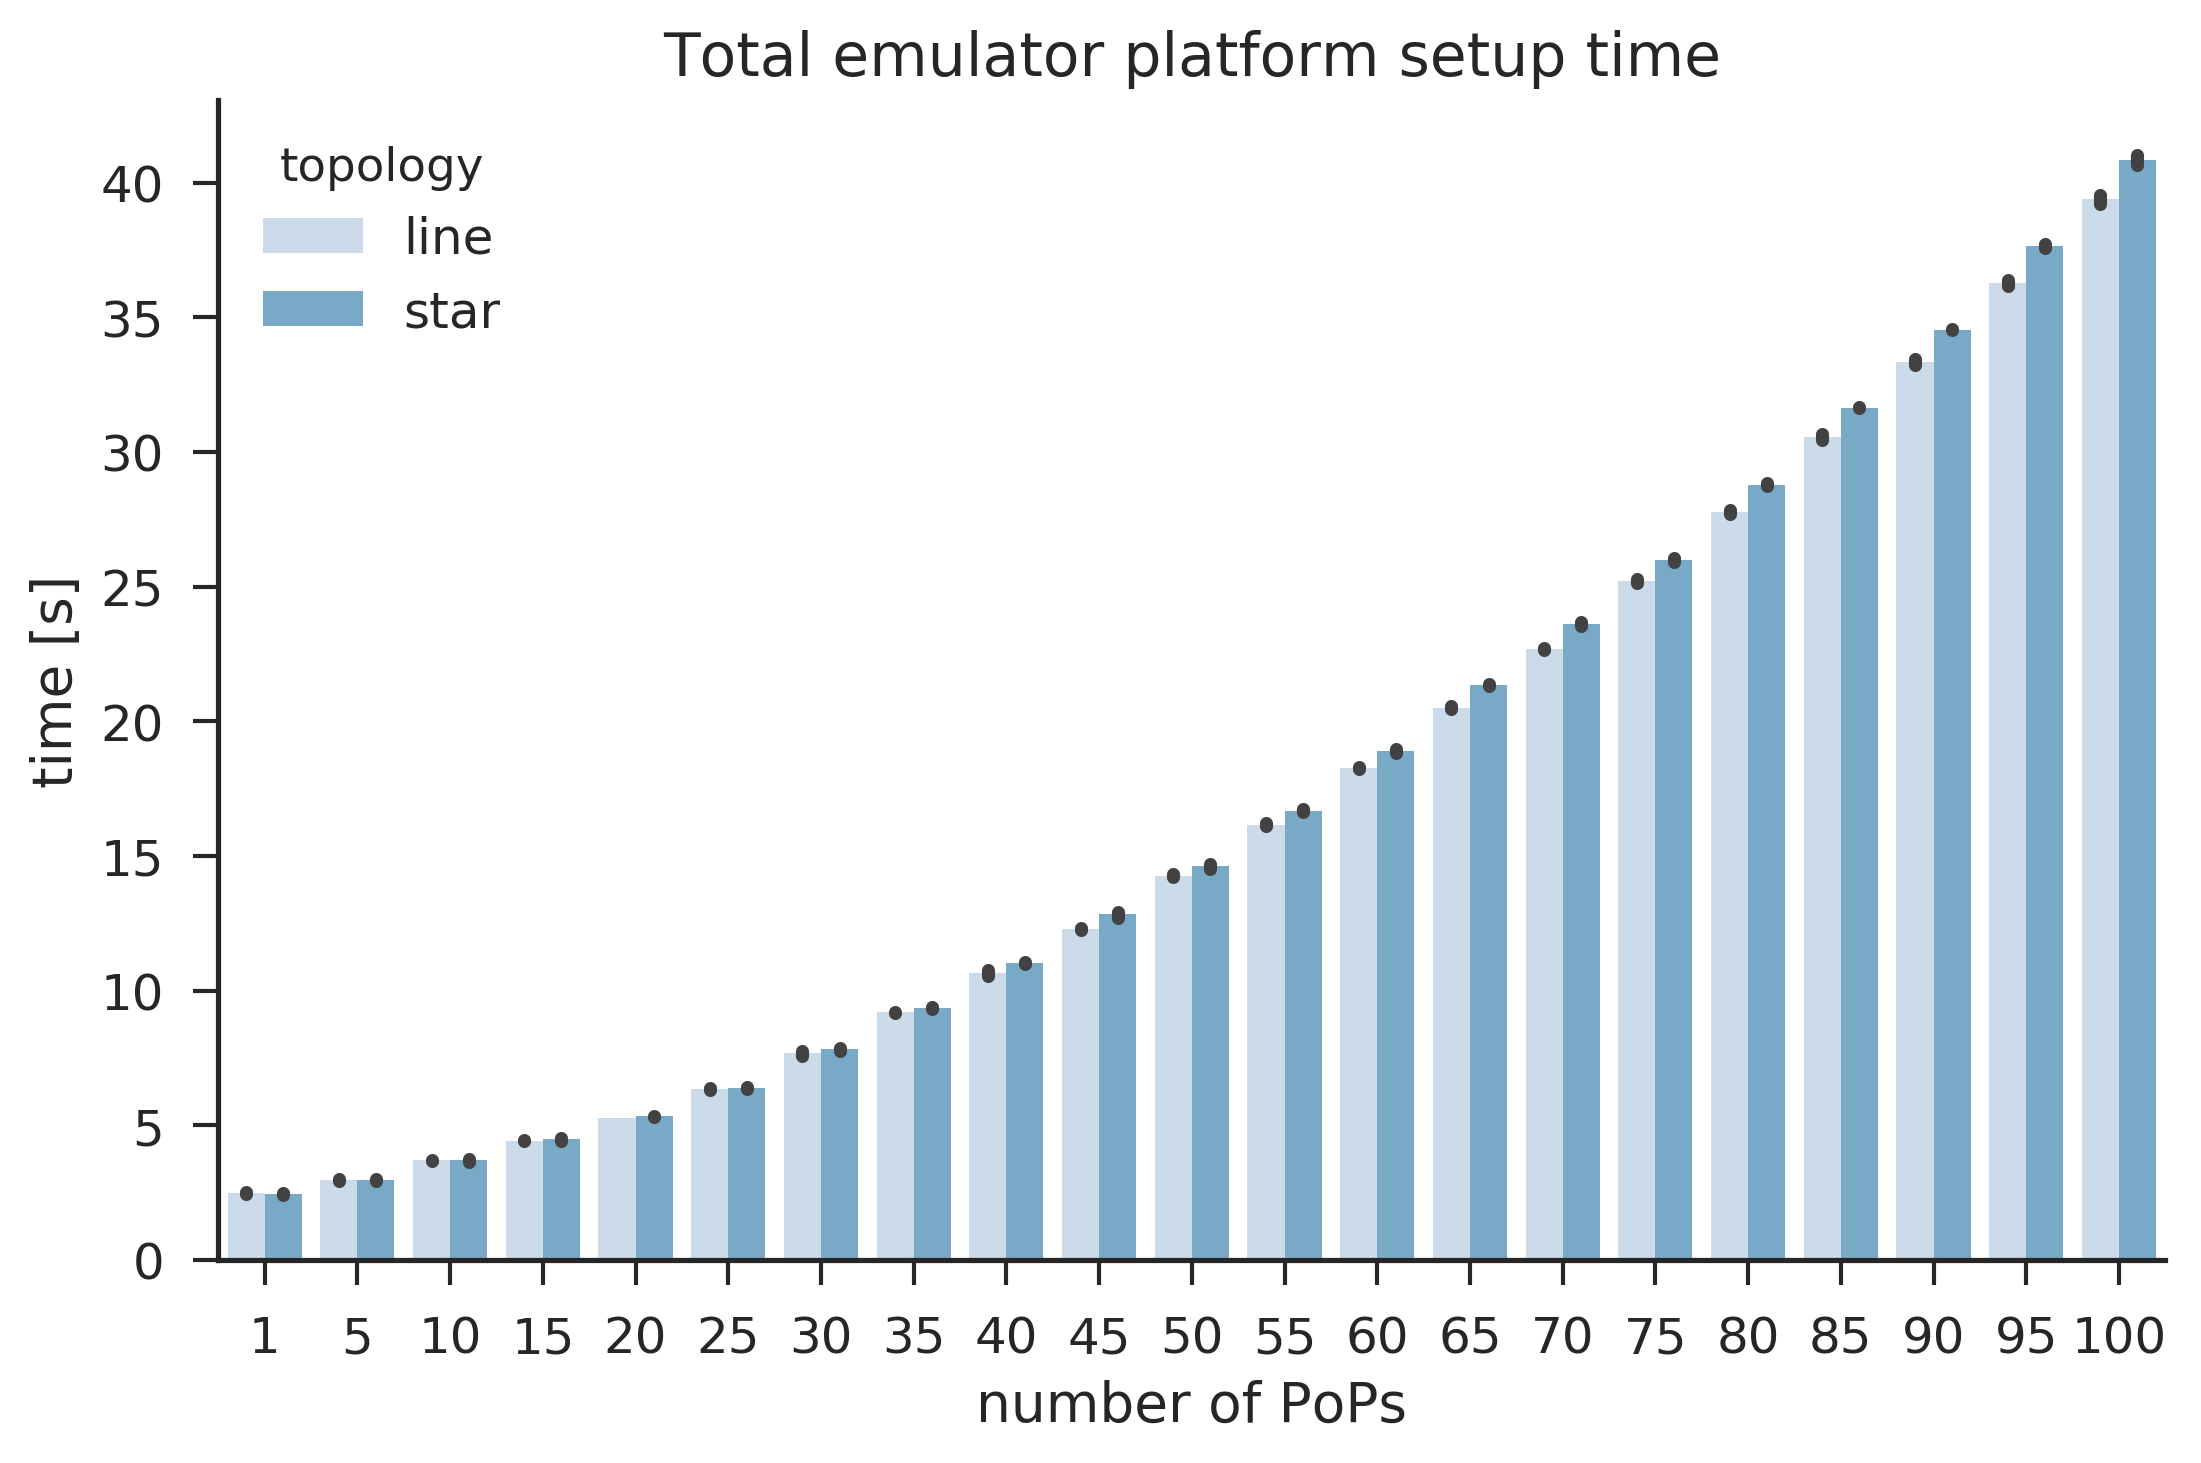 Total emulator platform setup time
topology
line
star
time [s]
40
35
30
25
20
15
10
5
0
1 5 10 15 20 25 30 35 40 45 50 55 60 65 70 75 80 85 90 95 100
number of PoPs